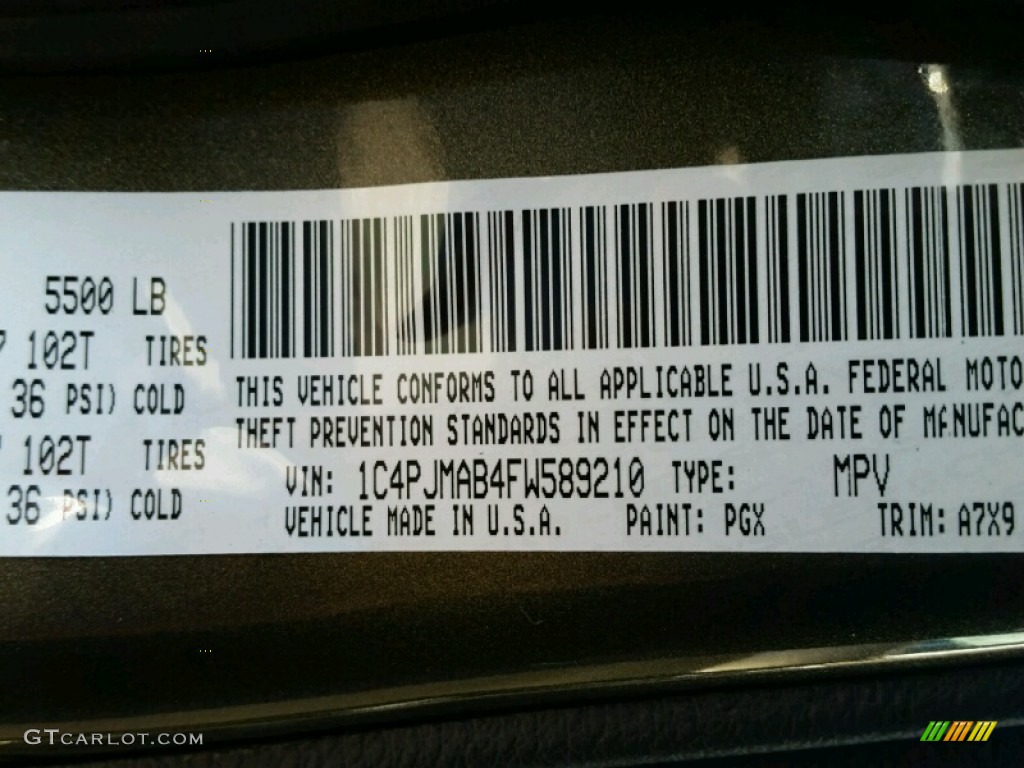 5500 LB
7 102T TIRES
36 PSI) COLD
7 102T TIRES
36 PSI) COLD
THIS VEHICLE CONFORMS TO ALL APPLICABLE U.S.A. FEDERAL MOTO
THEFT PREVENTION STANDARDS IN EFFECT ON THE DATE OF MANUFAC
VIN: 1C4PJMAB4FW589210 TYPE: MPV
VEHICLE MADE IN U.S.A. PAINT: PGX TRIM: A7X9
GTCARLOT.COM